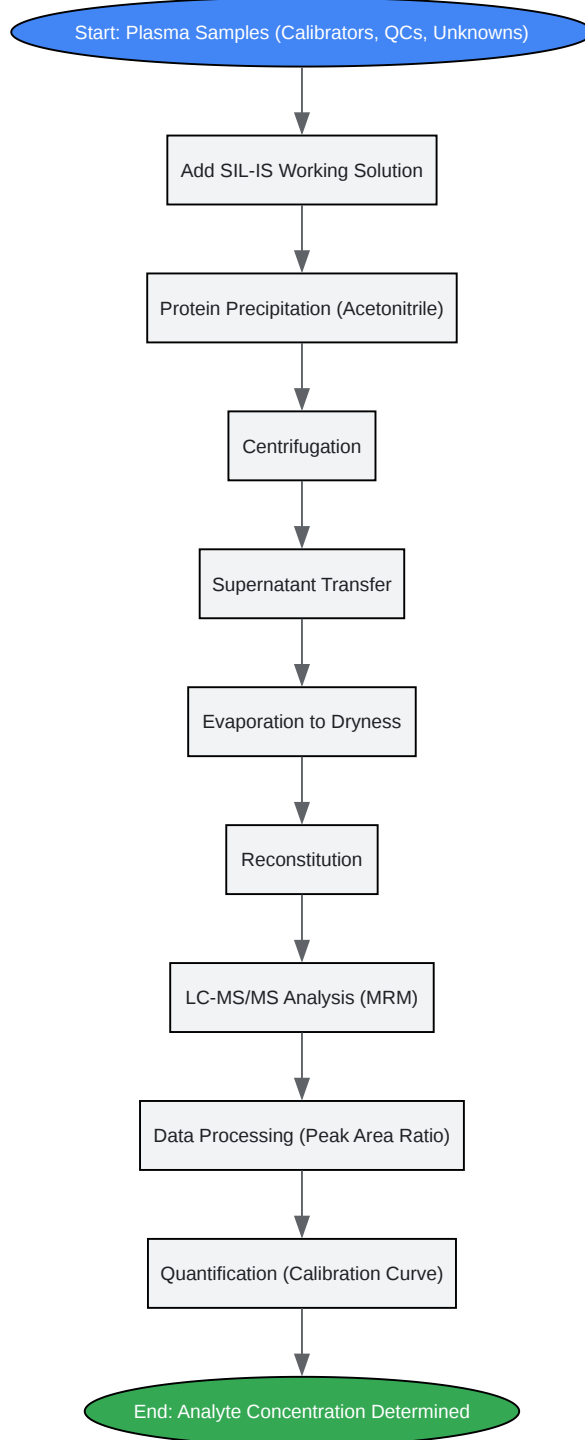 Start: Plasma Samples (Calibrators, QCs, Unknowns)
Add SIL-IS Working Solution
Protein Precipitation (Acetonitrile)
Centrifugation
Supernatant Transfer
Evaporation to Dryness
Reconstitution
LC-MS/MS Analysis (MRM)
Data Processing (Peak Area Ratio)
Quantification (Calibration Curve)
End: Analyte Concentration Determined